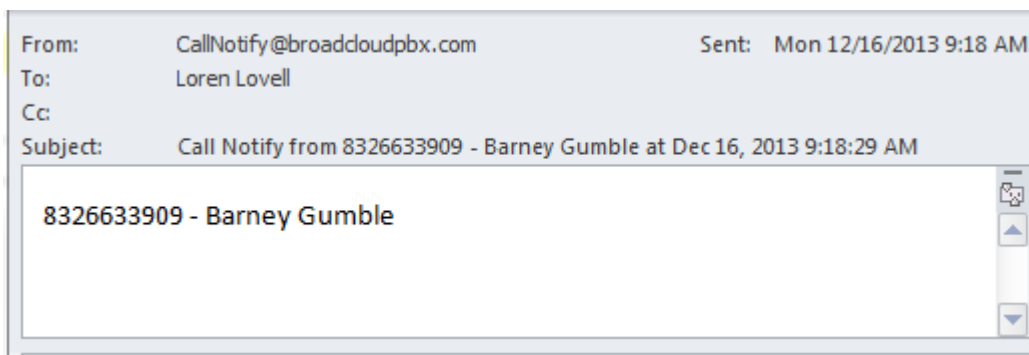 From: CallNotify@broadcloudpbx.com Sent: Mon 12/16/2013 9:18 AM
To: Loren Lovell
Cc:
Subject: Call Notify from 8326633909 - Barney Gumble at Dec 16, 2013 9:18:29 AM
8326633909 - Barney Gumble